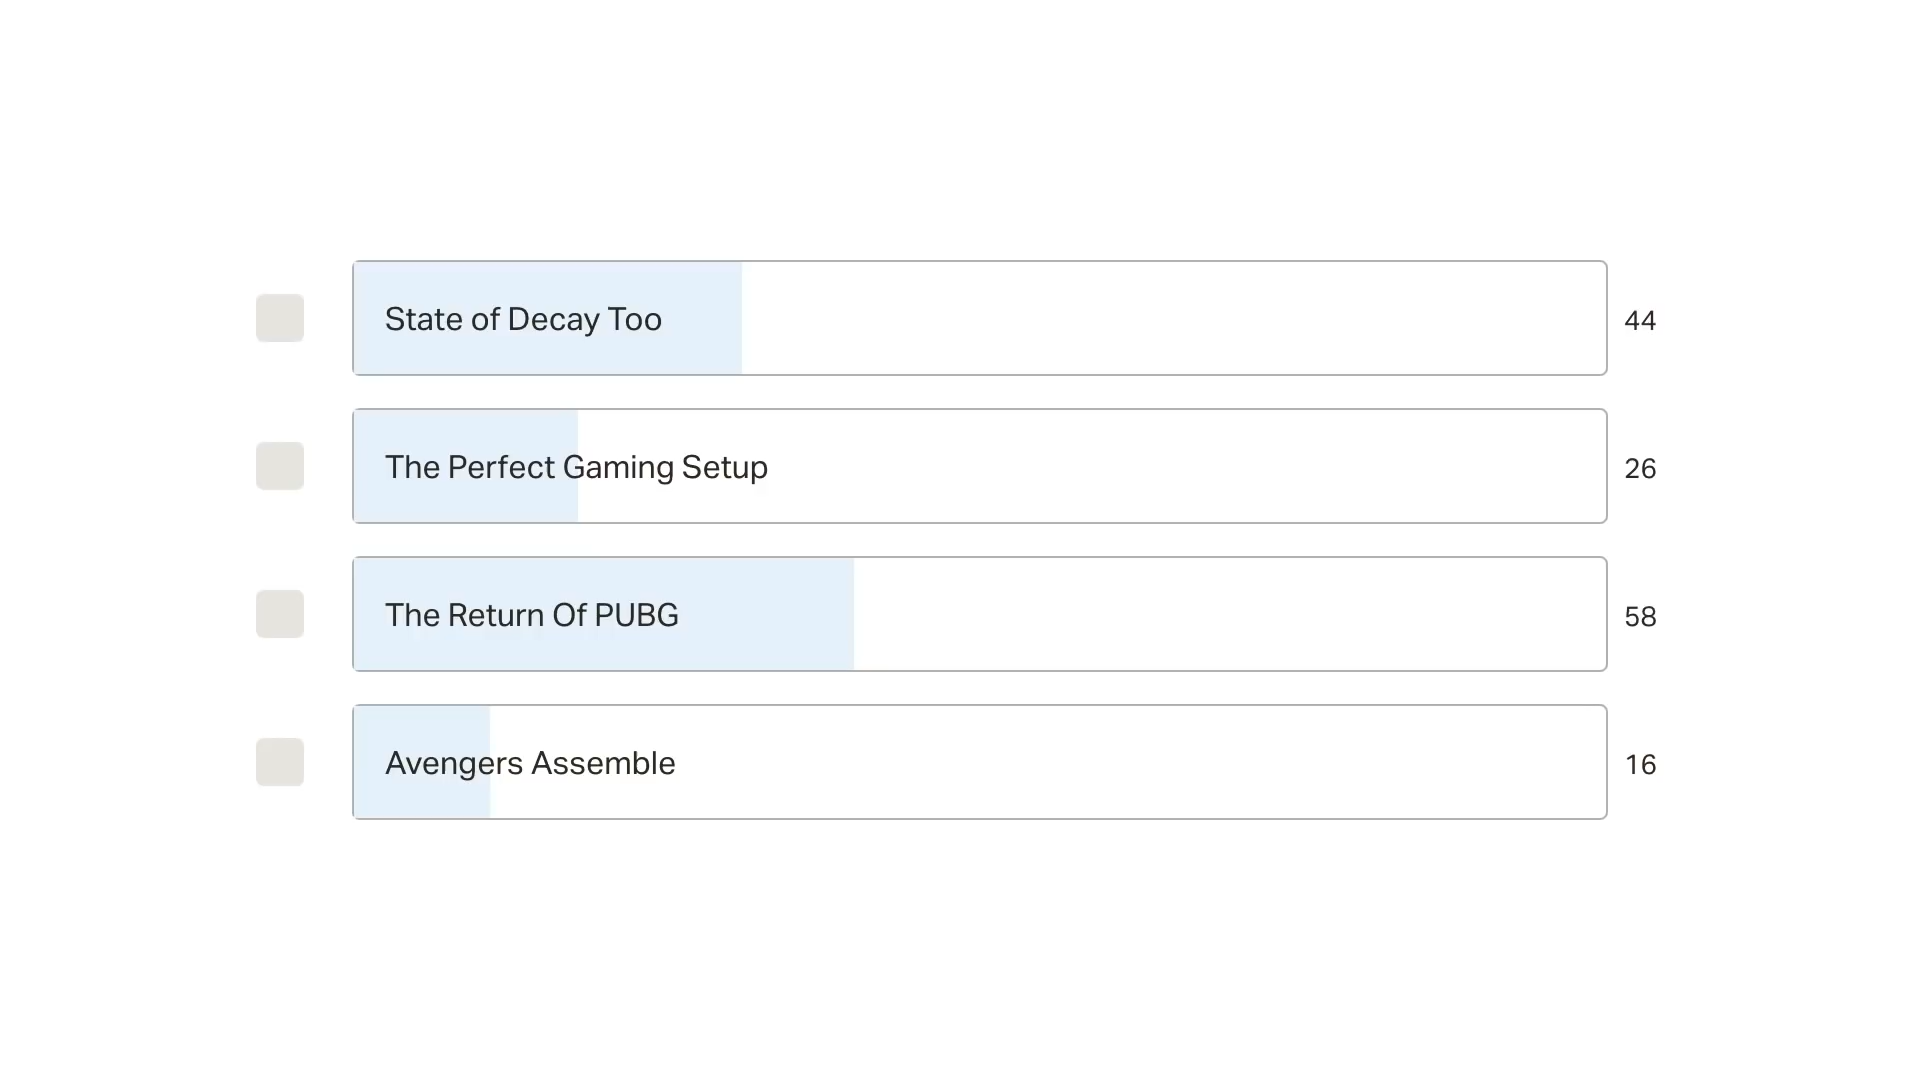 State of Decay Too 44
The Perfect Gaming Setup 26
The Return Of PUBG 58
Avengers Assemble 16